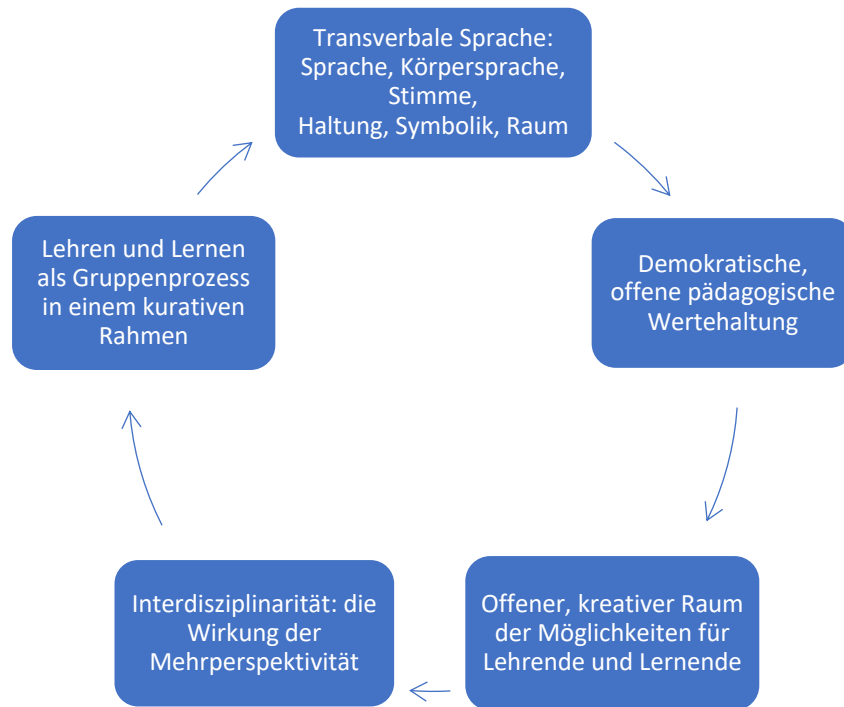 Transverbale Sprache:
Sprache, Körpersprache,
Stimme,
Haltung, Symbolik, Raum
Demokratische,
offene pädagogische
Wertehaltung
Offener, kreativer Raum
der Möglichkeiten für
Lehrende und Lernende
Interdisziplinarität: die
Wirkung der
Mehrperspektivität
Lehren und Lernen
als Gruppenprozess
in einem kurativen
Rahmen